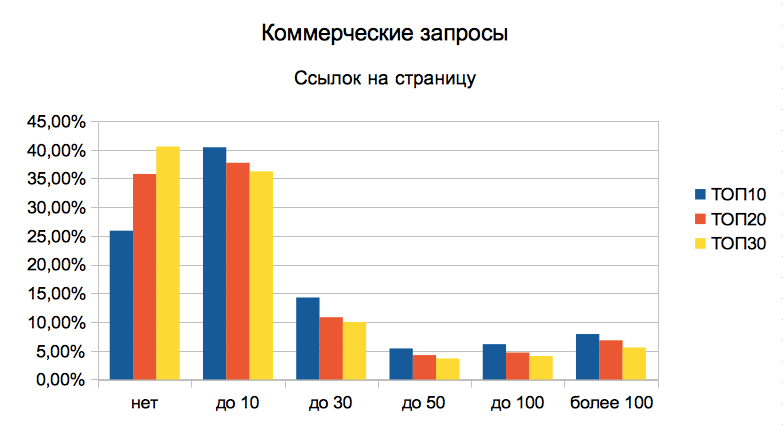 Коммерческие запросы
Ссылок на страницу
45,00%
40,00%
35,00%
30,00%
25,00%
20,00%
15,00%
10,00%
5,00%
0,00%
нет до 10 до 30 до 50 до 100 более 100
ТОП10
ТОП20
ТОП30